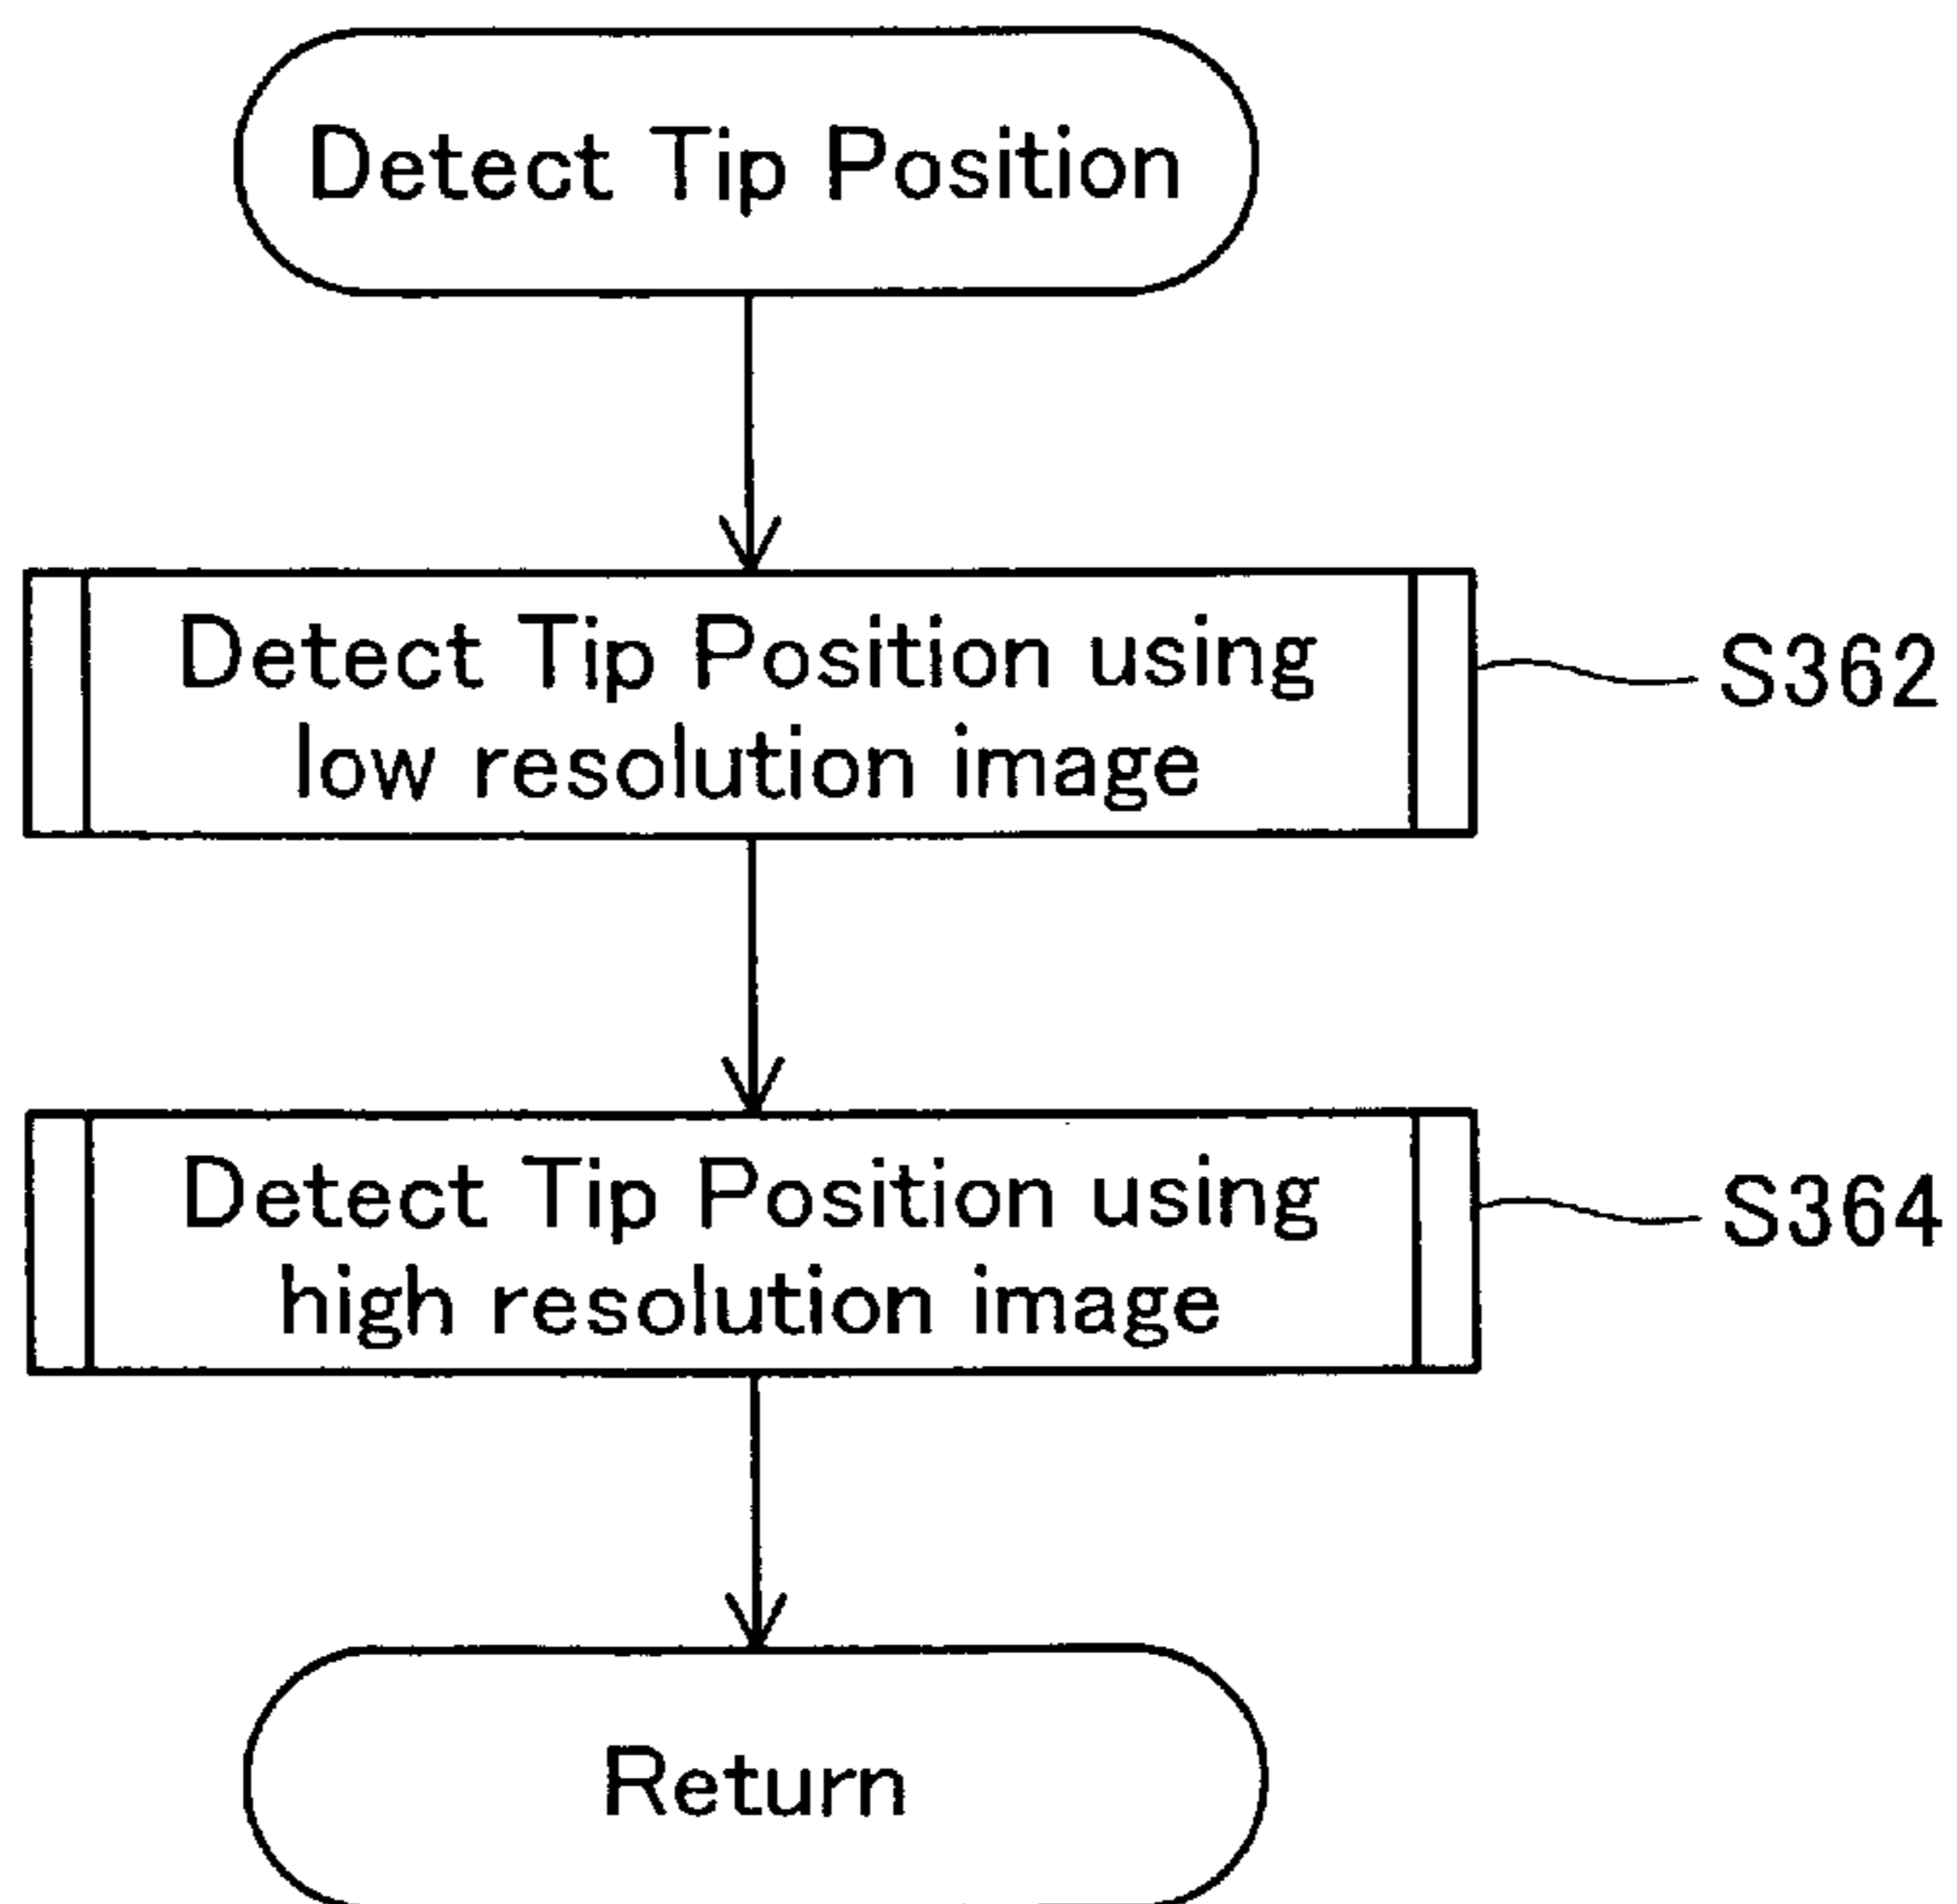 Detect Tip Position
Detect Tip Position using
low resolution image
S362
Detect Tip Position using
high resolution image
S364
Return